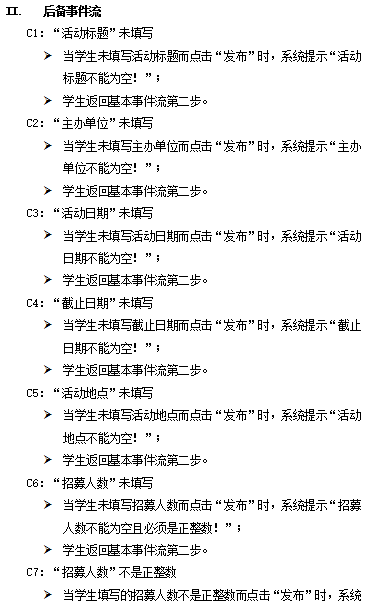 II. 后备事件流
C1:“活动标题”未填写
➢ 当学生未填写活动标题而点击“发布”时,系统提示“活动
标题不能为空!”;
➢ 学生返回基本事件流第二步。
C2:“主办单位”未填写
➢ 当学生未填写主办单位而点击“发布”时,系统提示“主办
单位不能为空!”;
➢ 学生返回基本事件流第二步。
C3:“活动日期”未填写
➢ 当学生未填写活动日期而点击“发布”时,系统提示“活动
日期不能为空!”;
➢ 学生返回基本事件流第二步。
C4:“截止日期”未填写
➢ 当学生未填写截止日期而点击“发布”时,系统提示“截止
日期不能为空!”;
➢ 学生返回基本事件流第二步。
C5:“活动地点”未填写
➢ 当学生未填写活动地点而点击“发布”时,系统提示“活动
地点不能为空!”;
➢ 学生返回基本事件流第二步。
C6:“招募人数”未填写
➢ 当学生未填写招募人数而点击“发布”时,系统提示“招募
人数不能为空且必须是正整数!”;
➢ 学生返回基本事件流第二步。
C7:“招募人数”不是正整数
➢ 当学生填写的招募人数不是正整数而点击“发布”时,系统